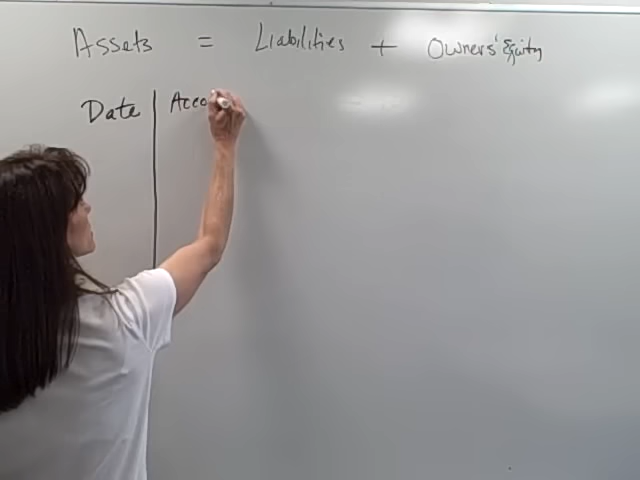 Assets = Liabilities + Owners' Equity
Date Acco